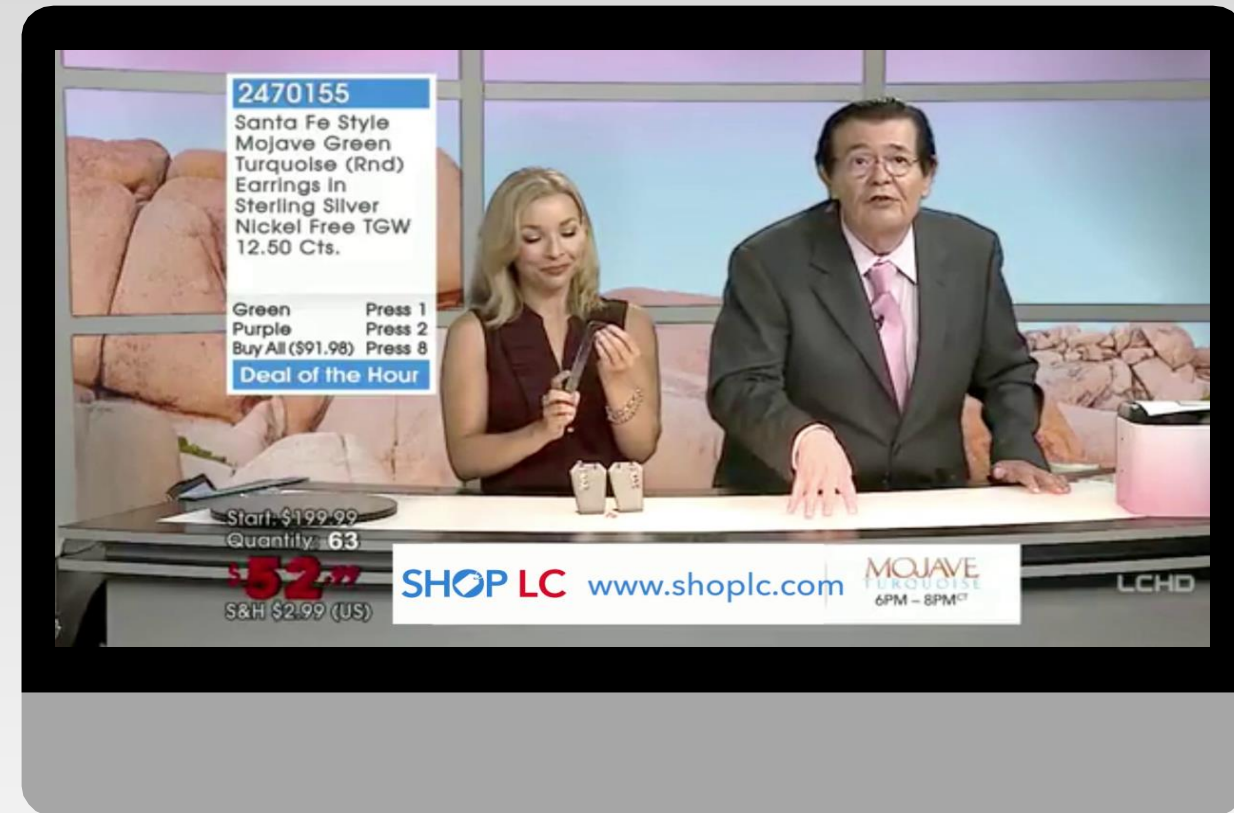 2470155
Santa Fe Style
Mojave Green
Turquoise (Rnd)
Earrings in
Sterling Silver
Nickel Free TGW
12.50 Cts.
Green Press 1
Purple Press 2
Buy All ($91.98) Press 8
Deal of the Hour
Start: $199.99
Quantity: 63
$52.99
S&H $2.99 (US)
SHOP LC www.shoplc.com
MOJAVE
TURQUOISE
6PM – 8PM CT
LCHD